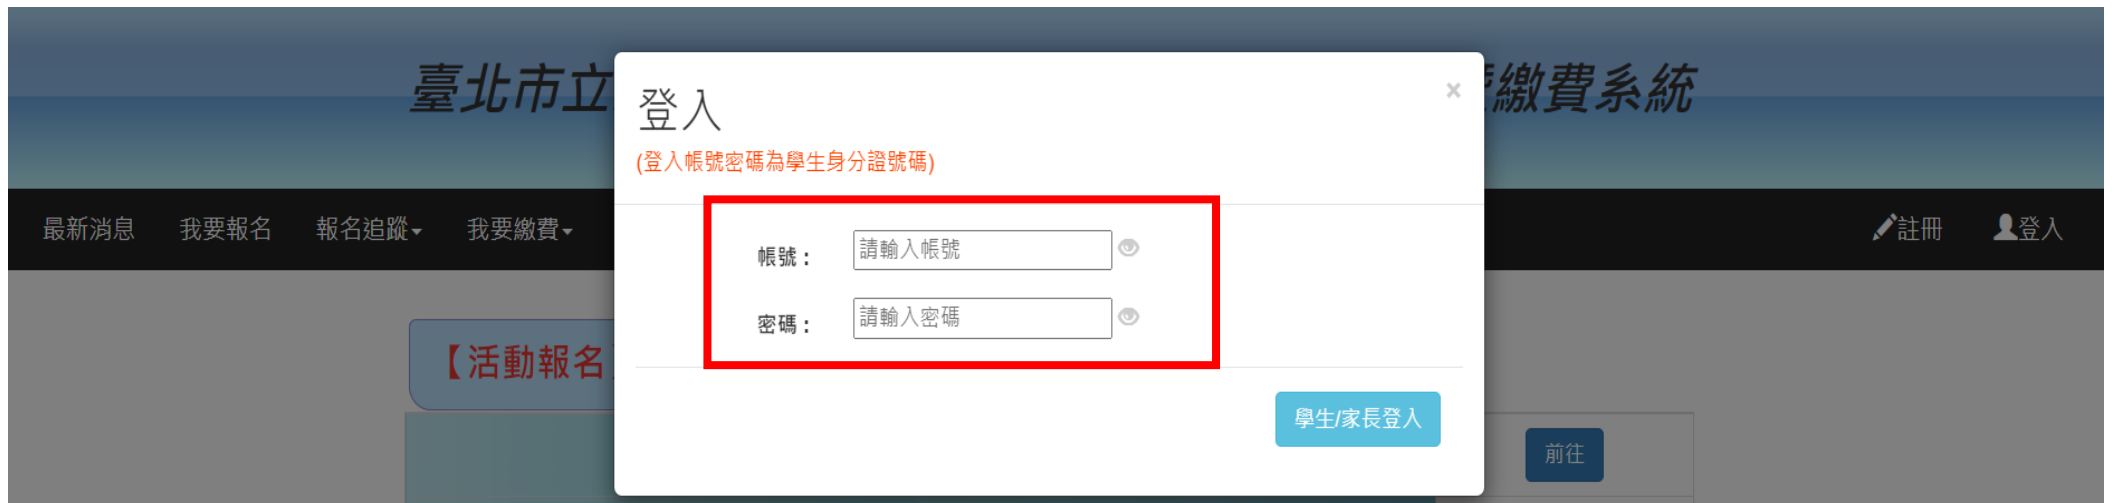 臺北市立
繳費系統
登入
×
(登入帳號密碼為學生身分證號碼)
最新消息 我要報名 報名追蹤 我要繳費
註冊 登入
帳號：
請輸入帳號
密碼：
請輸入密碼
【活動報名
學生/家長登入
前往